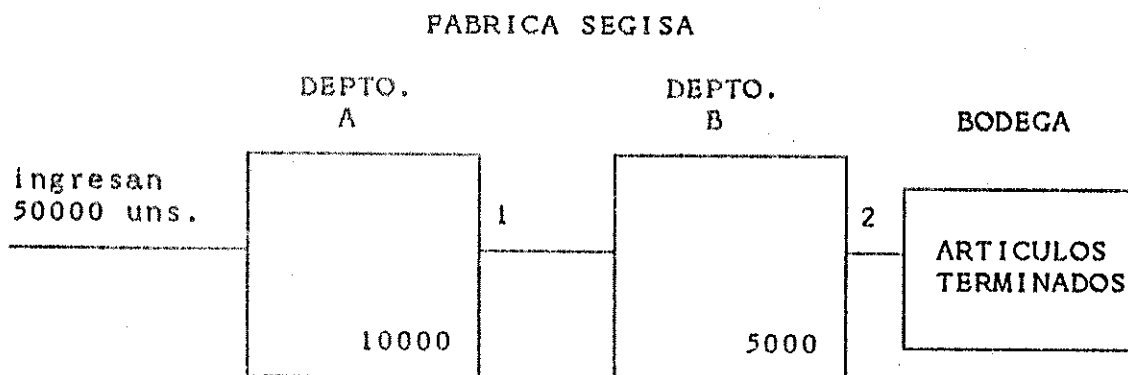 FABRICA SEGISA
DEPTO.
A
DEPTO.
B
BODEGA
ingresan
50000 uns.
1
2
ARTICULOS
TERMINADOS
10000
5000